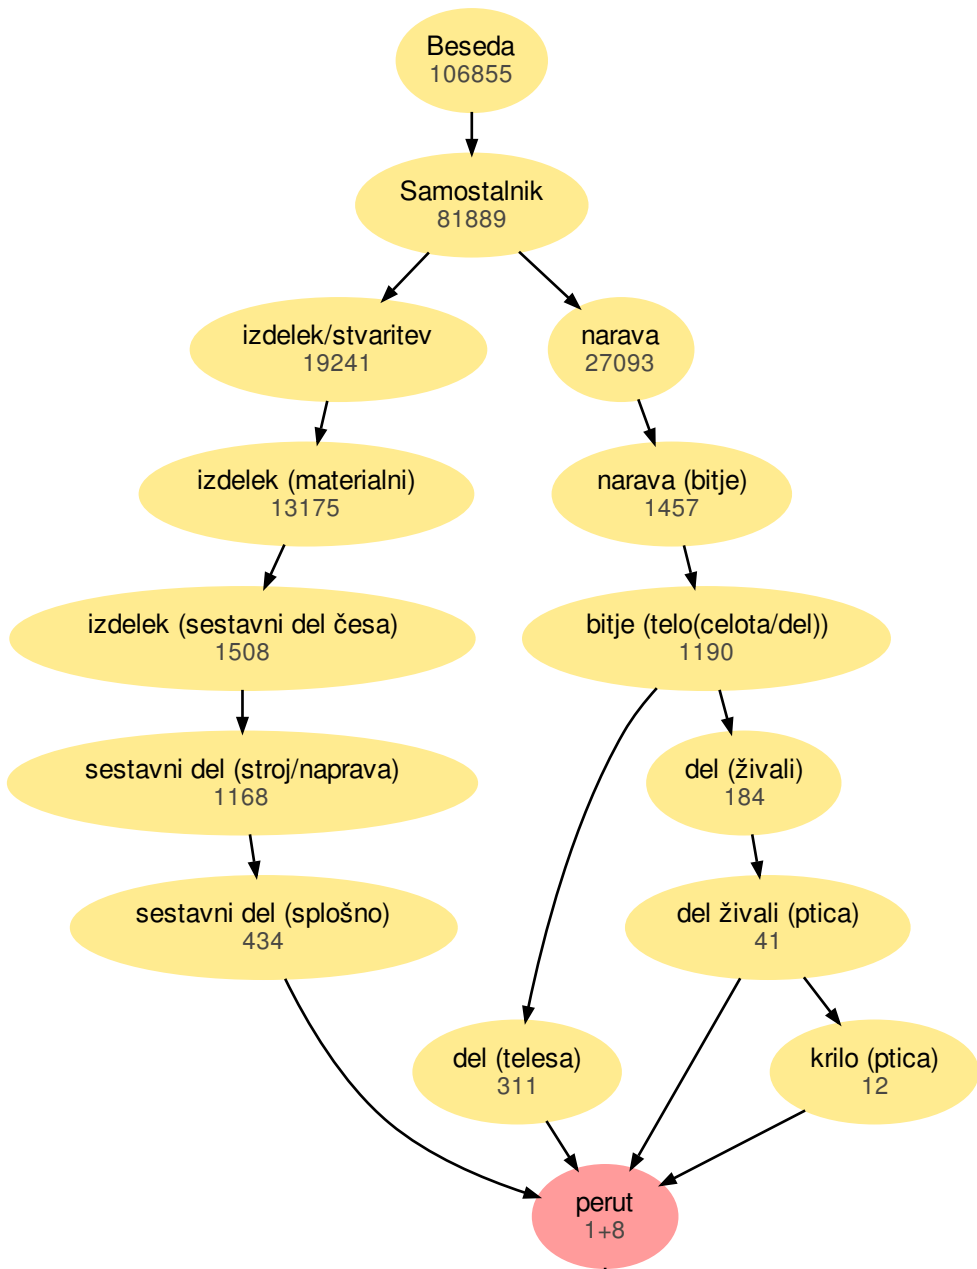 Beseda
106855
Samostalnik
81889
izdelek/stvaritev
19241
narava
27093
izdelek (materialni)
13175
narava (bitje)
1457
izdelek (sestavni del česa)
1508
bitje (telo(celota/del))
1190
sestavni del (stroj/naprava)
1168
del (živali)
184
sestavni del (splošno)
434
del živali (ptica)
41
del (telesa)
311
krilo (ptica)
12
perut
1+8